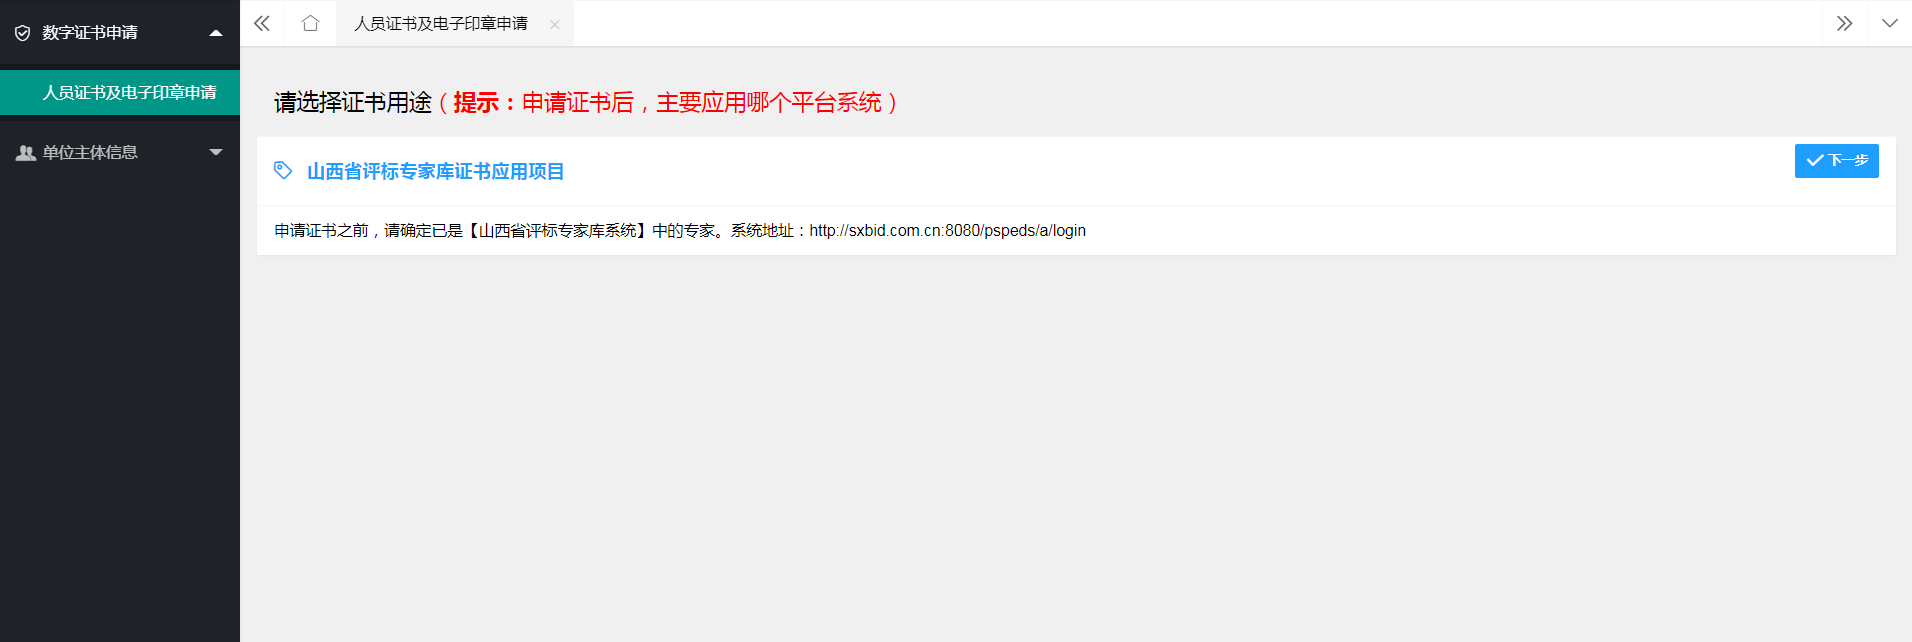 数字证书申请
人员证书及电子印章申请
单位主体信息
人员证书及电子印章申请
请选择证书用途（提示：申请证书后，主要应用哪个平台系统）
山西省评标专家库证书应用项目
下一步
申请证书之前，请确定已是【山西省评标专家库系统】中的专家。系统地址：http://sxbid.com.cn:8080/pspeds/a/login